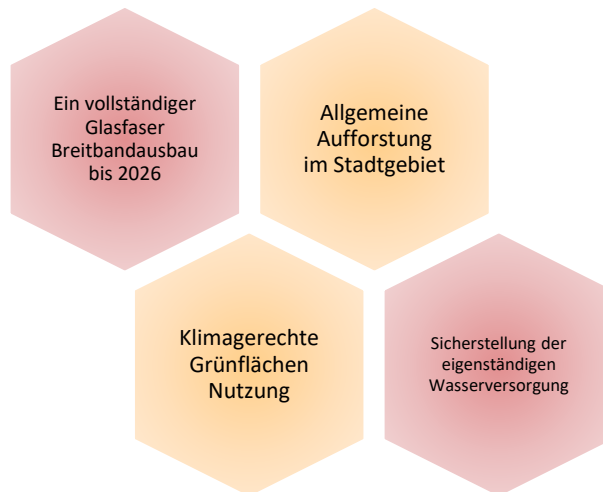 Ein vollständiger
Glasfaser
Breitbandausbau
bis 2026
Allgemeine
Aufforstung
im Stadtgebiet
Klimagerechte
Grünflächen
Nutzung
Sicherstellung der
eigenständigen
Wasserversorgung